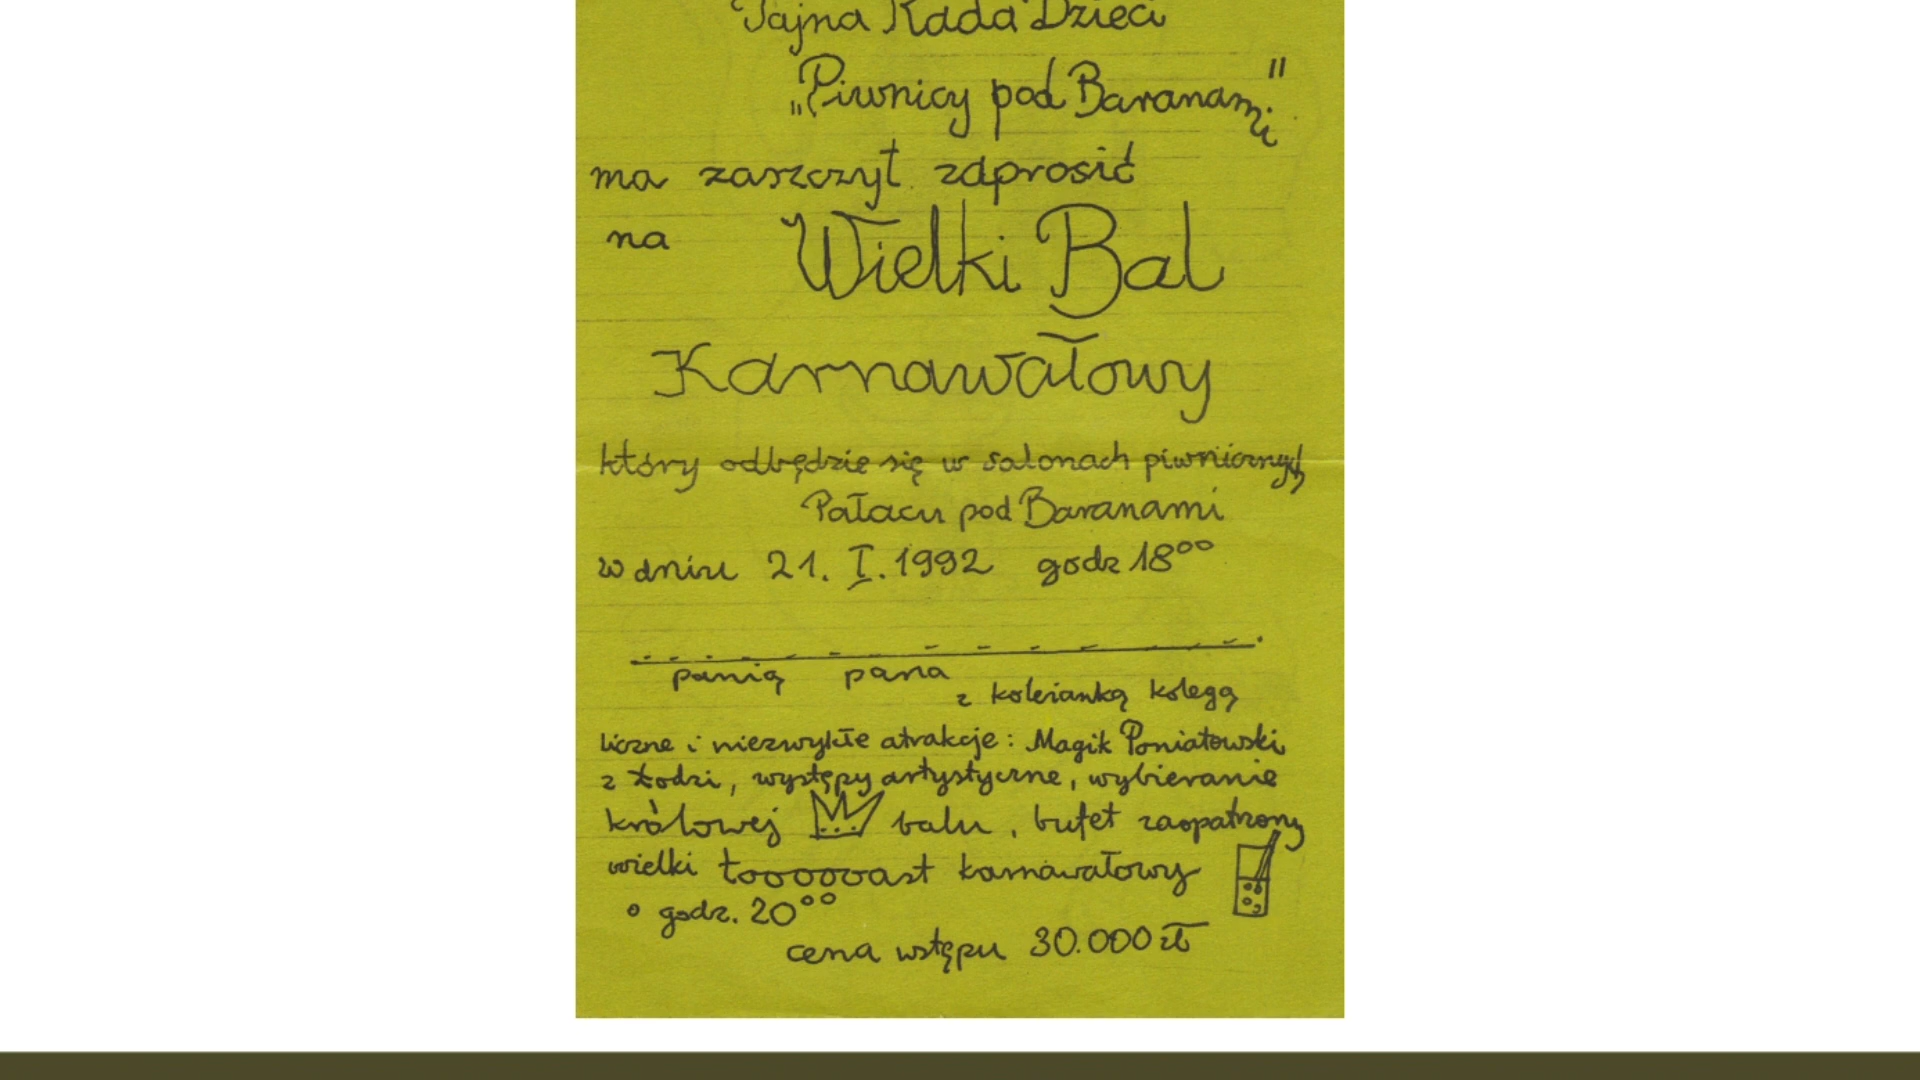 Tajna Rada Dzieci
„Piwnicy pod Baranami"
ma zaszczyt zaprosić
na Wielki Bal
Karnawałowy
który odbędzie się w salonach piwnicznych
Pałacu pod Baranami
w dniu 21. I. 1992 godz 18⁰⁰
panią pana
z koleżanką kolegą
liczne i niezwykłe atrakcje: Magik Poniatowski
z Łodzi, występy artystyczne, wybieranie
królowej balu, bufet zaopatrzony
wielki toooooast karnawałowy
o godz. 20⁰⁰
cena wstępu 30.000 zł